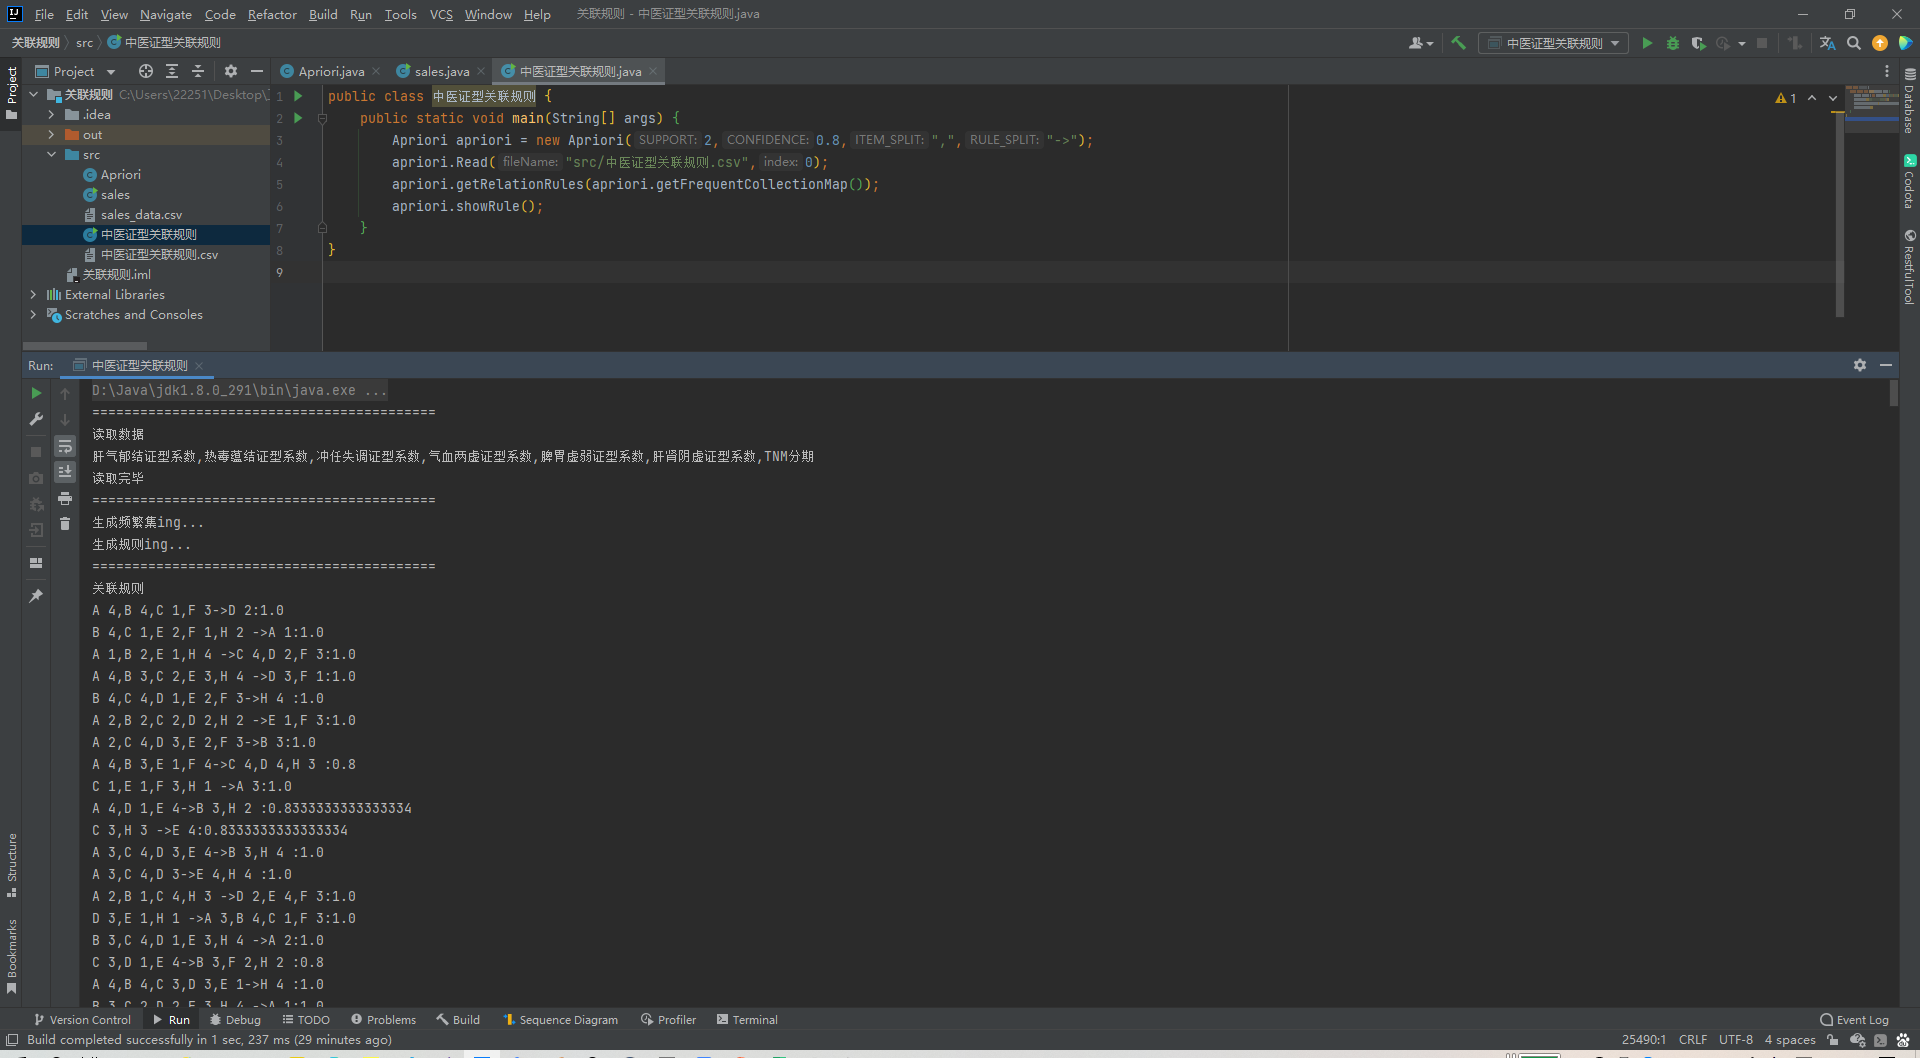 File Edit View Navigate Code Refactor Build Run Tools VCS Window Help 关联规则 - 中医证型关联规则.java
关联规则 src 中医证型关联规则
中医证型关联规则
Project
Apriori.java
sales.java
中医证型关联规则.java
Project
关联规则 C:\Users\22251\Desktop\
.idea
out
src
Apriori
sales
sales_data.csv
中医证型关联规则
中医证型关联规则.csv
关联规则.iml
External Libraries
Scratches and Consoles
1 public class 中医证型关联规则 {
2 public static void main(String[] args) {
3 Apriori apriori = new Apriori( SUPPORT: 2, CONFIDENCE: 0.8, ITEM_SPLIT: ",", RULE_SPLIT: "->");
4 apriori.Read( fileName: "src/中医证型关联规则.csv", index: 0);
5 apriori.getRelationRules(apriori.getFrequentCollectionMap());
6 apriori.showRule();
7 }
8 }
9
1
Database
Codota
RestfulTool
Run: 中医证型关联规则
D:\Java\jdk1.8.0_291\bin\java.exe ...
===========================================
读取数据
肝气郁结证型系数,热毒蕴结证型系数,冲任失调证型系数,气血两虚证型系数,脾胃虚弱证型系数,肝肾阴虚证型系数,TNM分期
读取完毕
===========================================
生成频繁集ing...
生成规则ing...
===========================================
关联规则
A 4,B 4,C 1,F 3->D 2:1.0
B 4,C 1,E 2,F 1,H 2 ->A 1:1.0
A 1,B 2,E 1,H 4 ->C 4,D 2,F 3:1.0
A 4,B 3,C 2,E 3,H 4 ->D 3,F 1:1.0
B 4,C 4,D 1,E 2,F 3->H 4 :1.0
A 2,B 2,C 2,D 2,H 2 ->E 1,F 3:1.0
A 2,C 4,D 3,E 2,F 3->B 3:1.0
A 4,B 3,E 1,F 4->C 4,D 4,H 3 :0.8
C 1,E 1,F 3,H 1 ->A 3:1.0
A 4,D 1,E 4->B 3,H 2 :0.8333333333333334
C 3,H 3 ->E 4:0.8333333333333334
A 3,C 4,D 3,E 4->B 3,H 4 :1.0
A 3,C 4,D 3->E 4,H 4 :1.0
A 2,B 1,C 4,H 3 ->D 2,E 4,F 3:1.0
D 3,E 1,H 1 ->A 3,B 4,C 1,F 3:1.0
B 3,C 4,D 1,E 3,H 4 ->A 2:1.0
C 3,D 1,E 4->B 3,F 2,H 2 :0.8
A 4,B 4,C 3,D 3,E 1->H 4 :1.0
B 3,C 2,D 2,E 3,H 4 ->A 1:1.0
Structure
Bookmarks
Version Control Run Debug TODO Problems Build Sequence Diagram Profiler Terminal Event Log
Build completed successfully in 1 sec, 237 ms (29 minutes ago) 25490:1 CRLF UTF-8 4 spaces